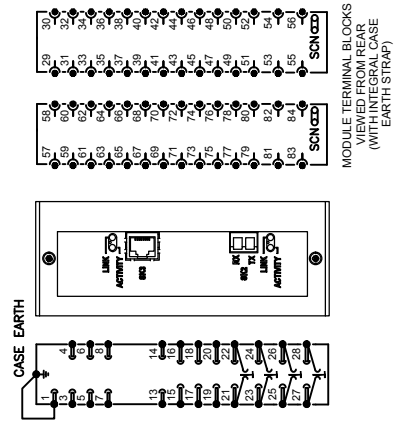 30 32 34 36 38 40 42 44 46 48 50 52 54 56
29 31 33 35 37 39 41 43 45 47 49 51 53 55
SCN
58 60 62 64 66 68 70 72 74 76 78 80 82 84
57 59 61 63 65 67 69 71 73 75 77 79 81 83
SCN
MODULE TERMINAL BLOCKS
VIEWED FROM REAR
(WITH INTEGRAL CASE
EARTH STRAP)
LINK
ACTIVITY
SK3
RX
SK2
TX
LINK
ACTIVITY
CASE EARTH
4 6 8 14 16 18 20 22 24 26 28
1 3 5 7 13 15 17 19 21 23 25 27